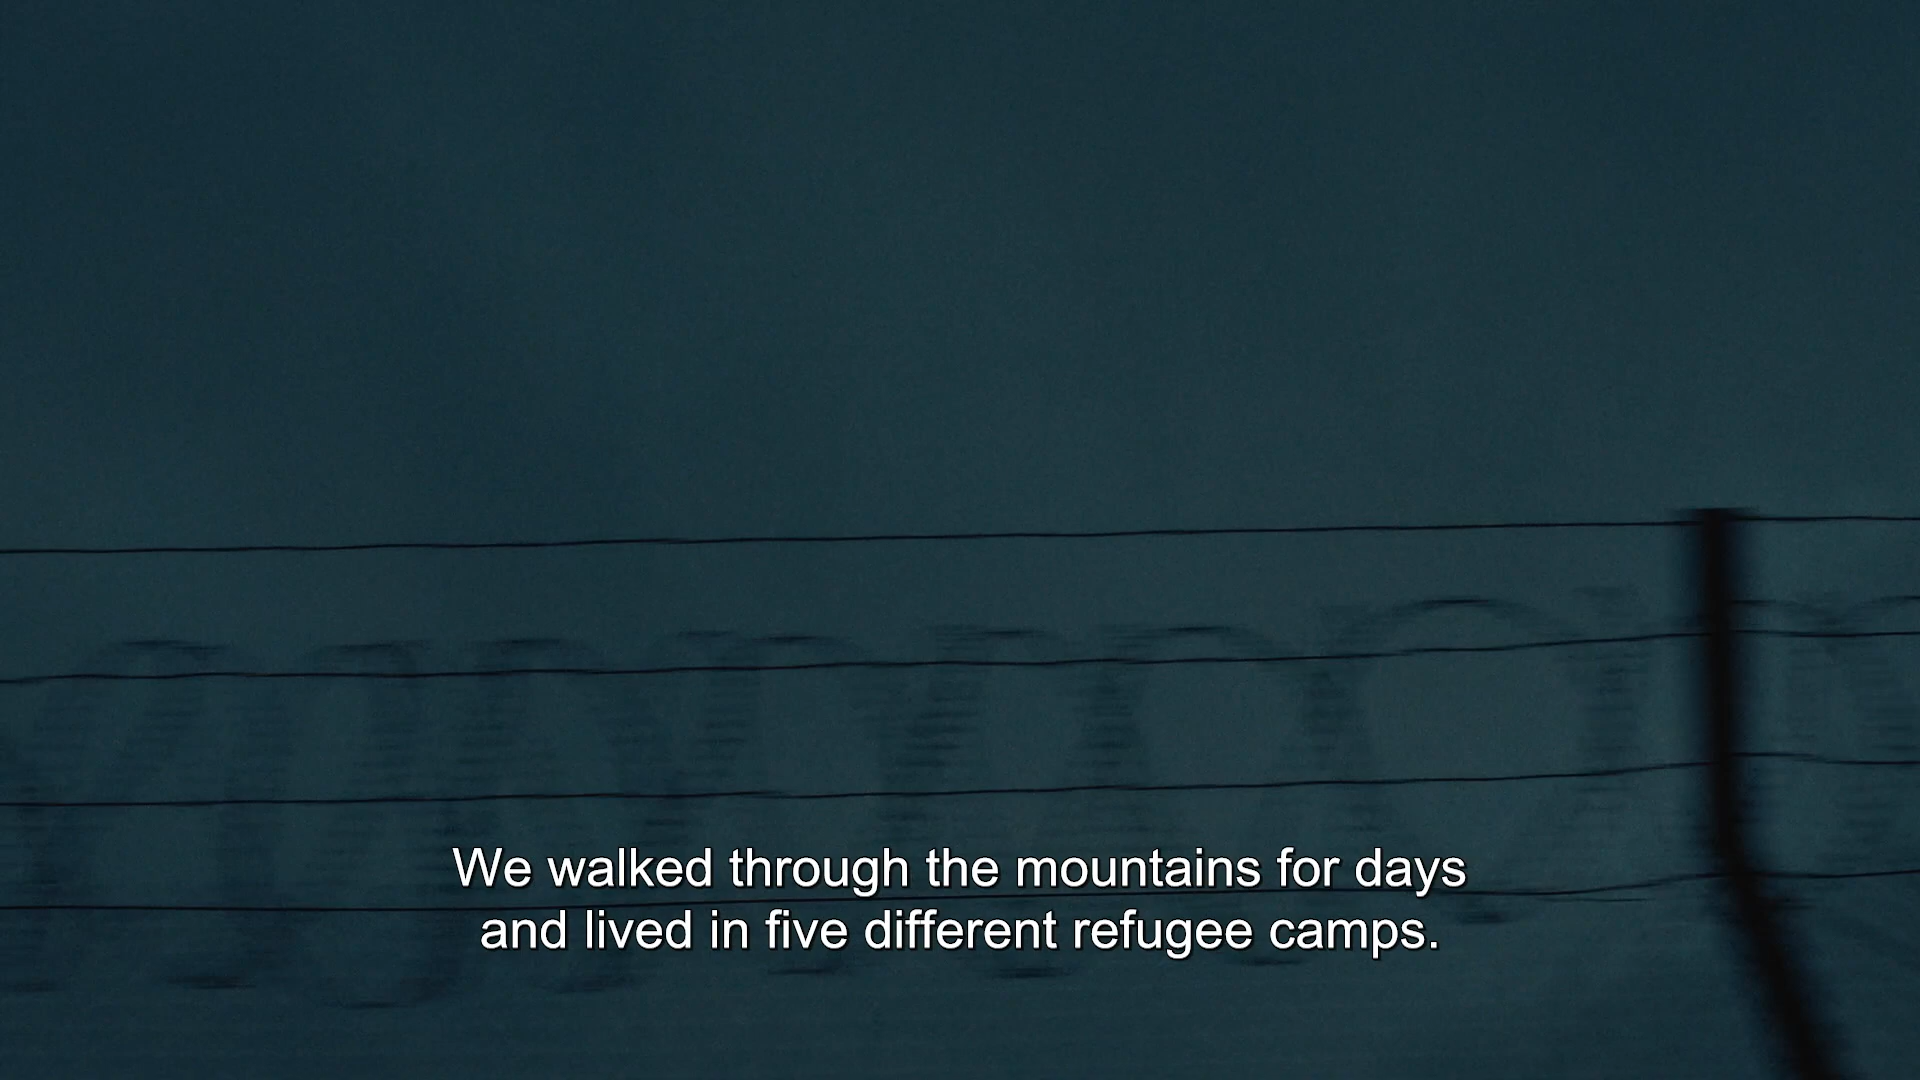 We walked through the mountains for days
and lived in five different refugee camps.